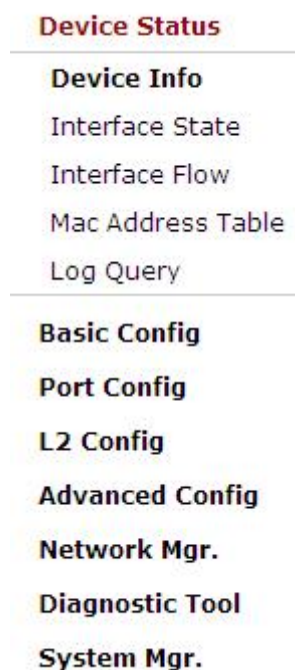 Device Status
Device Info
Interface State
Interface Flow
Mac Address Table
Log Query
Basic Config
Port Config
L2 Config
Advanced Config
Network Mgr.
Diagnostic Tool
System Mgr.